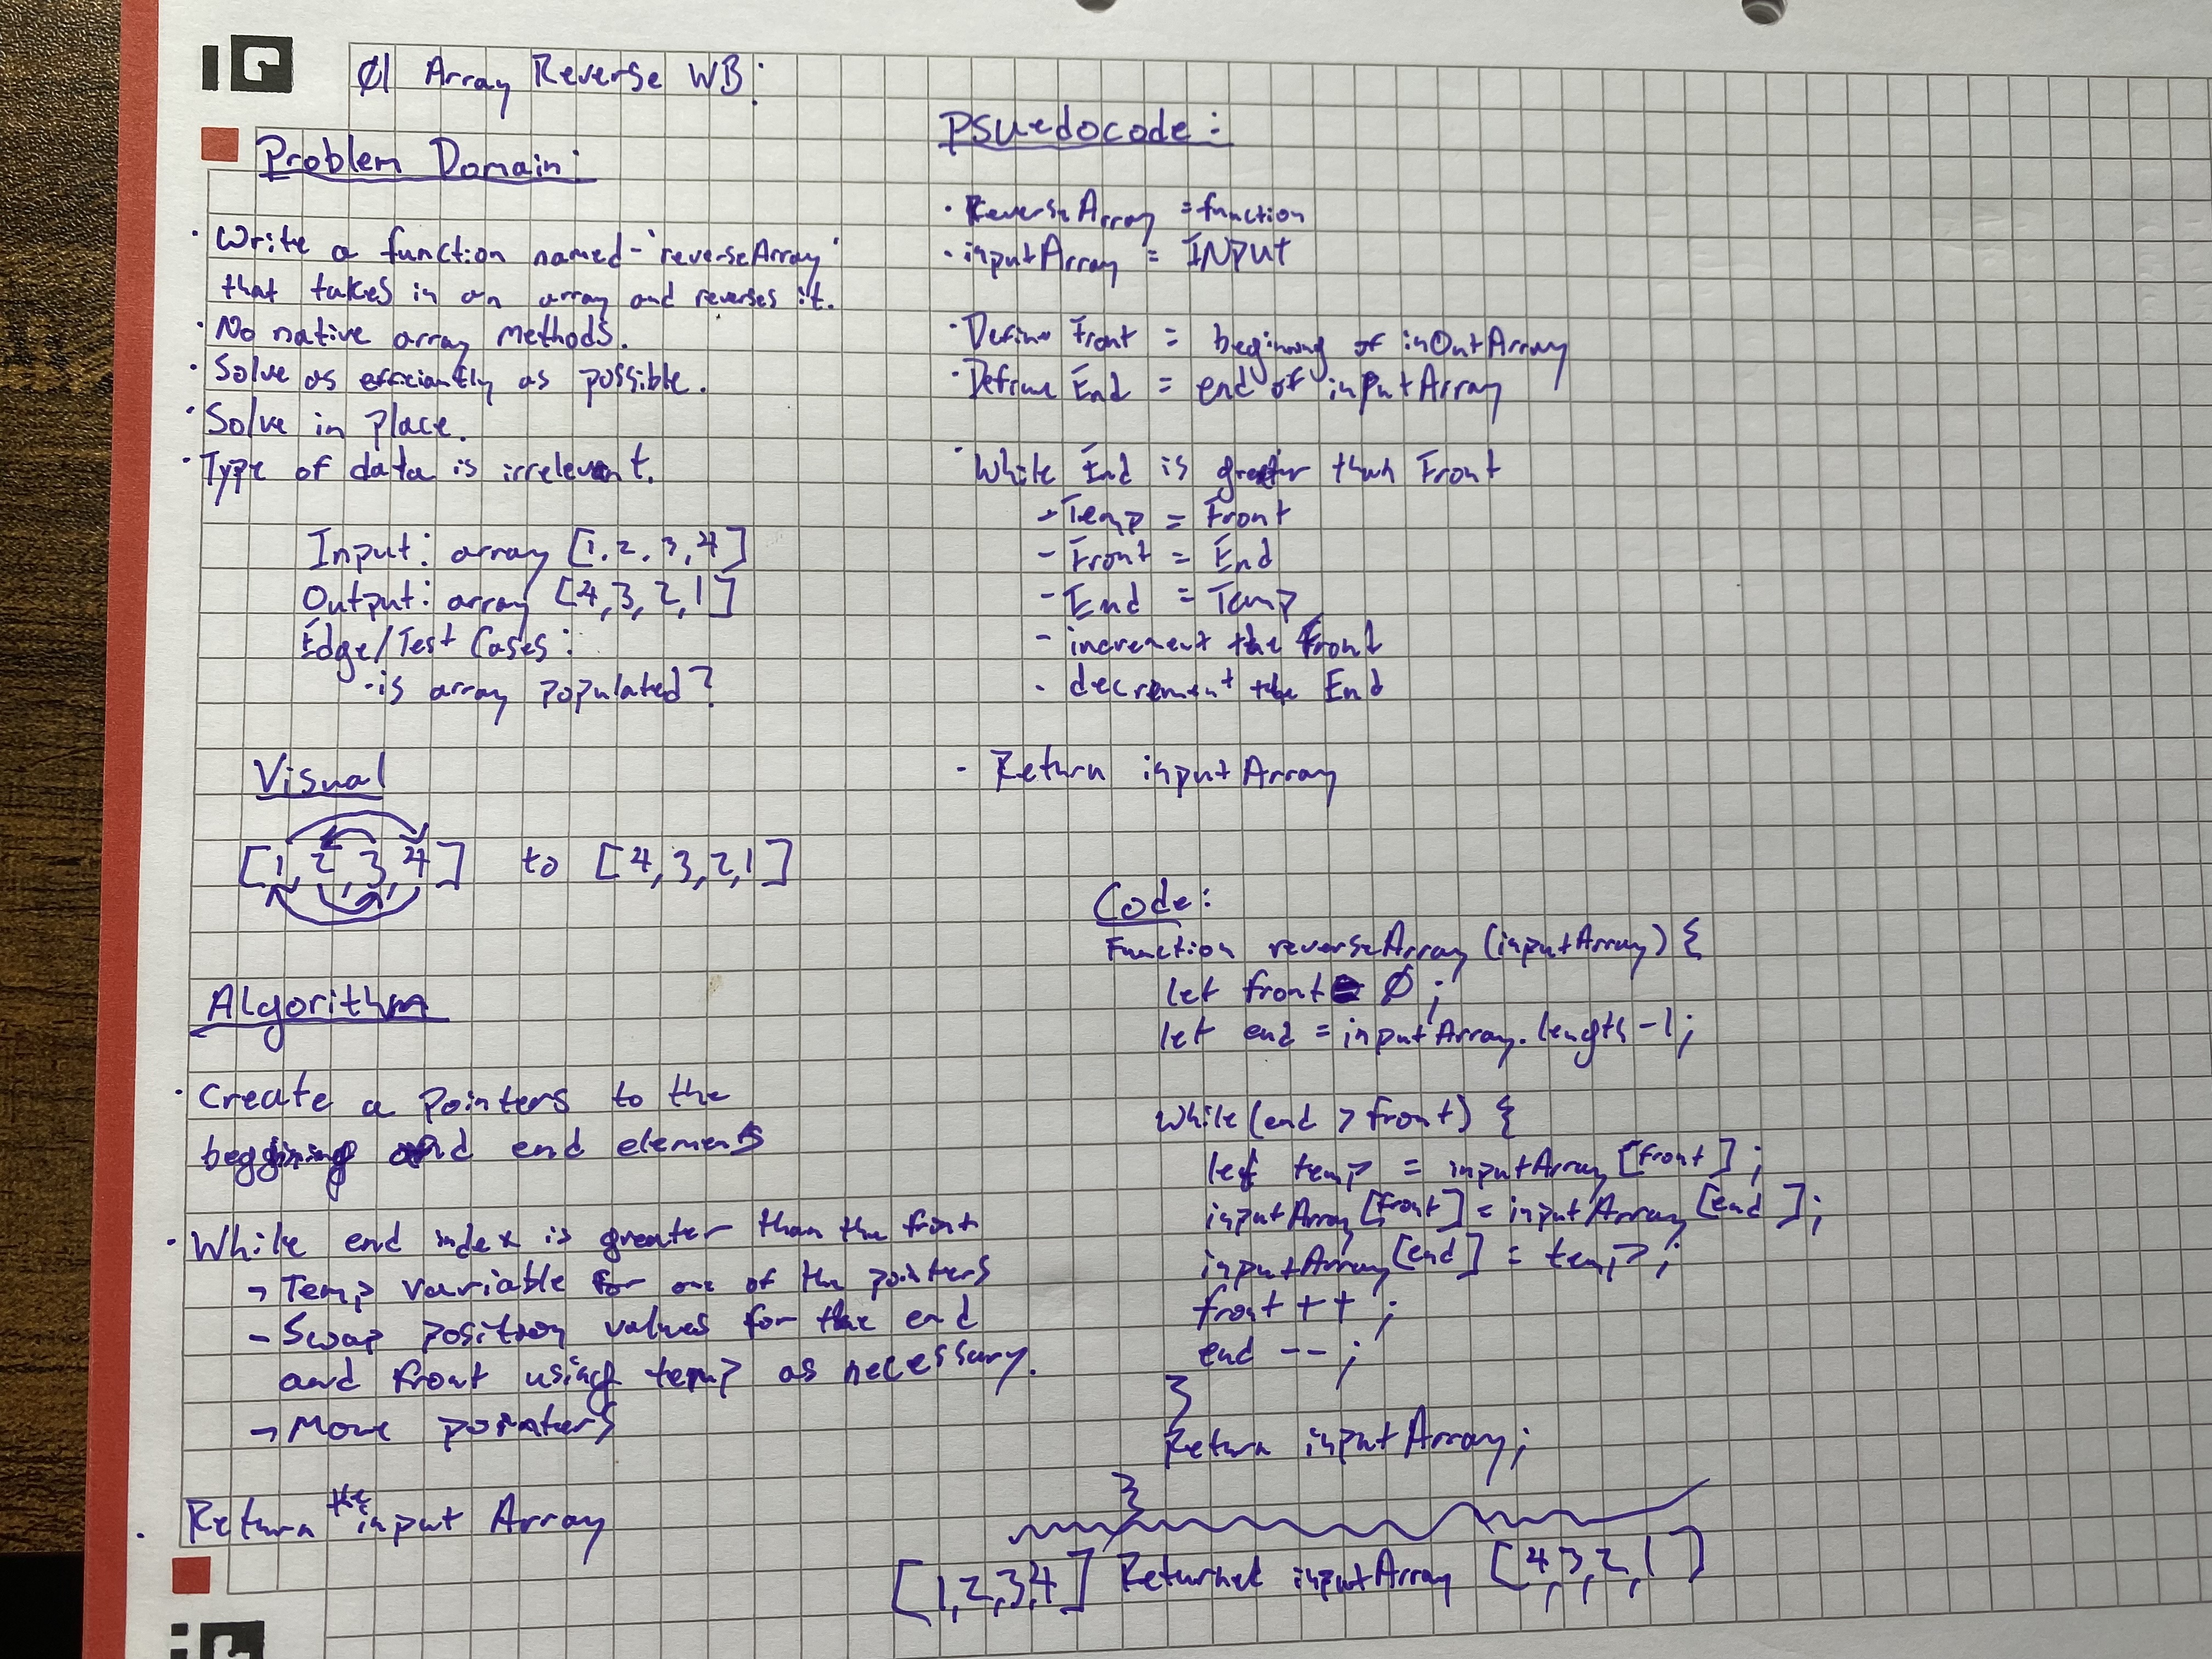 Ø1 Array Reverse WB:
Problem Domain:
· Write a function named - 'reverseArray'
that takes in an array and reverses it.
· No native array methods.
· Solve as efficiantly as possible.
· Solve in place.
· Type of data is irrelevent.
Input: array [1, 2, 3, 4]
Output: array [4, 3, 2, 1]
Edge/Test Cases:
· is array populated?
Visual
[1, 2, 3, 4] to [4, 3, 2, 1]
Algorithm
· Create a pointers to the
beggining and end elements
· While end index is greater than the front
- Temp variable for one of the pointers
- Swap position values for the end
and front using temp as necessary.
- Move pointers
· Return the input Array
Psuedocode:
· ReverseArray = function
· inputArray = INPUT
· Define Front = beginning of inOutArray
· Define End = end of inputArray
· While End is greater than Front
- Temp = Front
- Front = End
- End = Temp
- increment the Front
- decrement the End
- Return inputArray
Code:
Function reverseArray (inputArray) {
let front = Ø;
let end = inputArray.length - 1;
while (end > front) {
let temp = inputArray [front];
inputArray [front] = inputArray [end];
inputArray [end] = temp;
front ++;
end --;
}
Return inputArray;
}
[1,2,3,4] Returned inputArray [4,3,2,1]